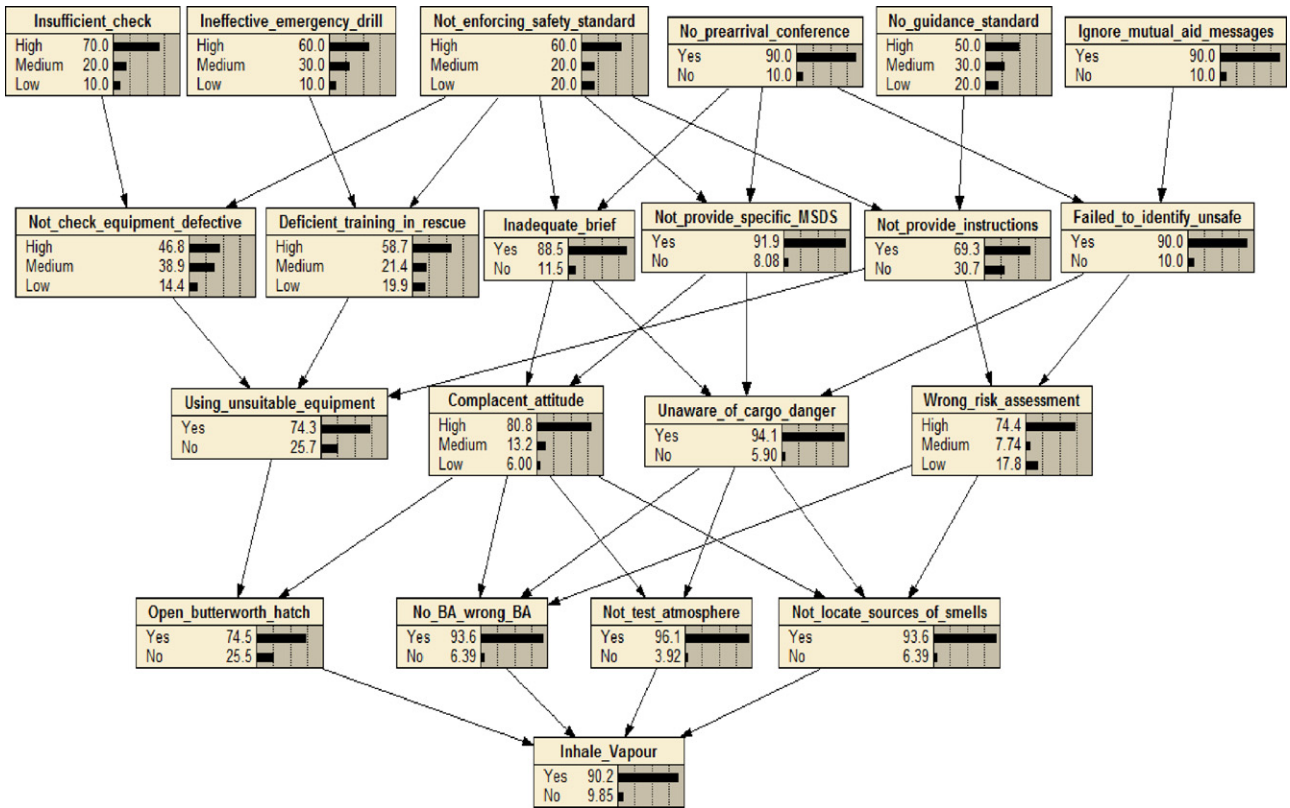 Insufficient_check
High 70.0
Medium 20.0
Low 10.0
Ineffective_emergency_drill
High 60.0
Medium 30.0
Low 10.0
Not_enforcing_safety_standard
High 60.0
Medium 20.0
Low 20.0
No_prearrival_conference
Yes 90.0
No 10.0
No_guidance_standard
High 50.0
Medium 30.0
Low 20.0
Ignore_mutual_aid_messages
Yes 90.0
No 10.0
Not_check_equipment_defective
High 46.8
Medium 38.9
Low 14.4
Deficient_training_in_rescue
High 58.7
Medium 21.4
Low 19.9
Inadequate_brief
Yes 88.5
No 11.5
Not_provide_specific_MSDS
Yes 91.9
No 8.08
Not_provide_instructions
Yes 69.3
No 30.7
Failed_to_identify_unsafe
Yes 90.0
No 10.0
Using_unsuitable_equipment
Yes 74.3
No 25.7
Complacent_attitude
High 80.8
Medium 13.2
Low 6.00
Unaware_of_cargo_danger
Yes 94.1
No 5.90
Wrong_risk_assessment
High 74.4
Medium 7.74
Low 17.8
Open_butterworth_hatch
Yes 74.5
No 25.5
No_BA_wrong_BA
Yes 93.6
No 6.39
Not_test_atmosphere
Yes 96.1
No 3.92
Not_locate_sources_of_smells
Yes 93.6
No 6.39
Inhale_Vapour
Yes 90.2
No 9.85